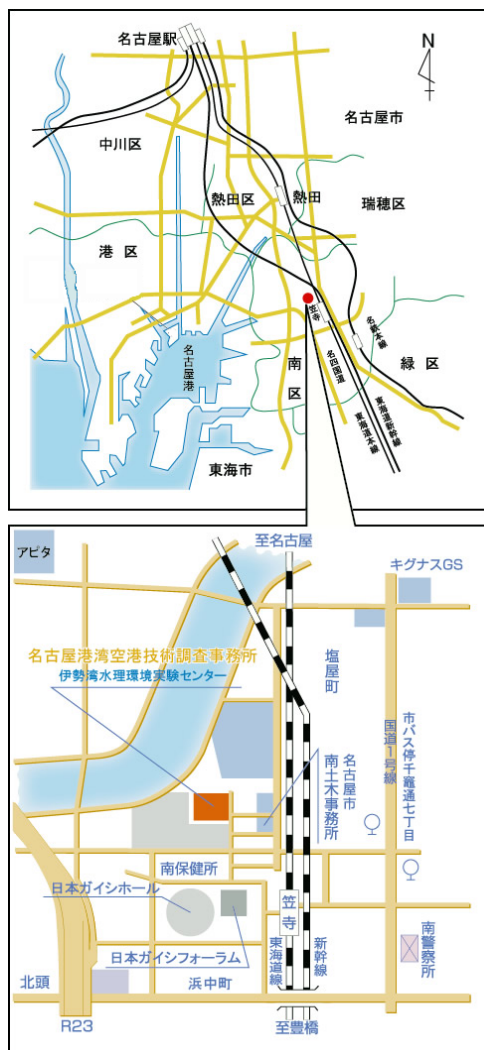 名古屋駅
N
名古屋市
中川区
熱田区
熱田
瑞穂区
港区
名古屋港
笠寺
名鉄本線
南区
名四国道
緑区
東海道新幹線
東海道本線
東海市
アピタ
至名古屋
キグナスGS
名古屋港湾空港技術調査事務所
伊勢湾水理環境実験センター
塩屋町
国道1号線
市バス停千竈通七丁目
名古屋市
南土木事務所
南保健所
日本ガイシホール
笠寺
日本ガイシフォーラム
東海道線
新幹線
南警察所
北頭
浜中町
R23
至豊橋